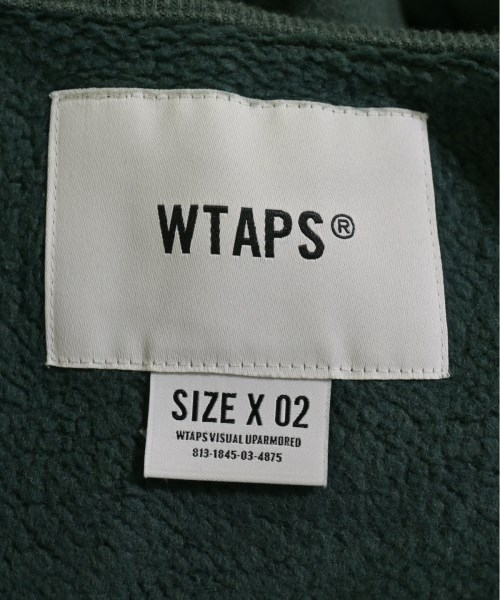 WTAPS®
SIZE X 02
WTAPS VISUAL UPARMORED
813-1845-03-4875